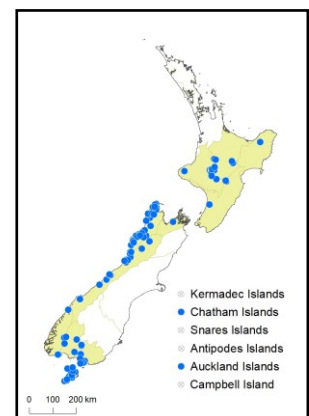 Kermadec Islands
Chatham Islands
Snares Islands
Antipodes Islands
Auckland Islands
Campbell Island
0 100 200 km